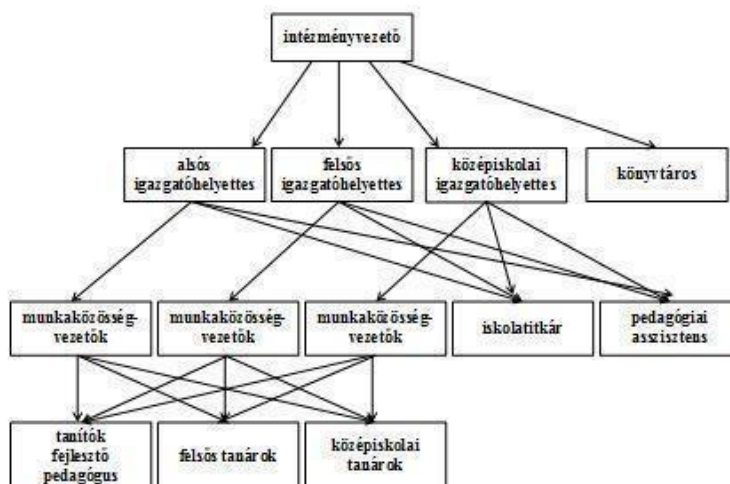 intézményvezető
alsós
igazgatóhelyettes
felsős
igazgatóhelyettes
középiskolai
igazgatóhelyettes
könyvtáros
munkaközösség-
vezetők
munkaközösség-
vezetők
munkaközösség-
vezetők
iskolatitkár
pedagógiai
asszisztens
tanítók
fejlesztő
pedagógus
felsős tanárok
középiskolai
tanárok